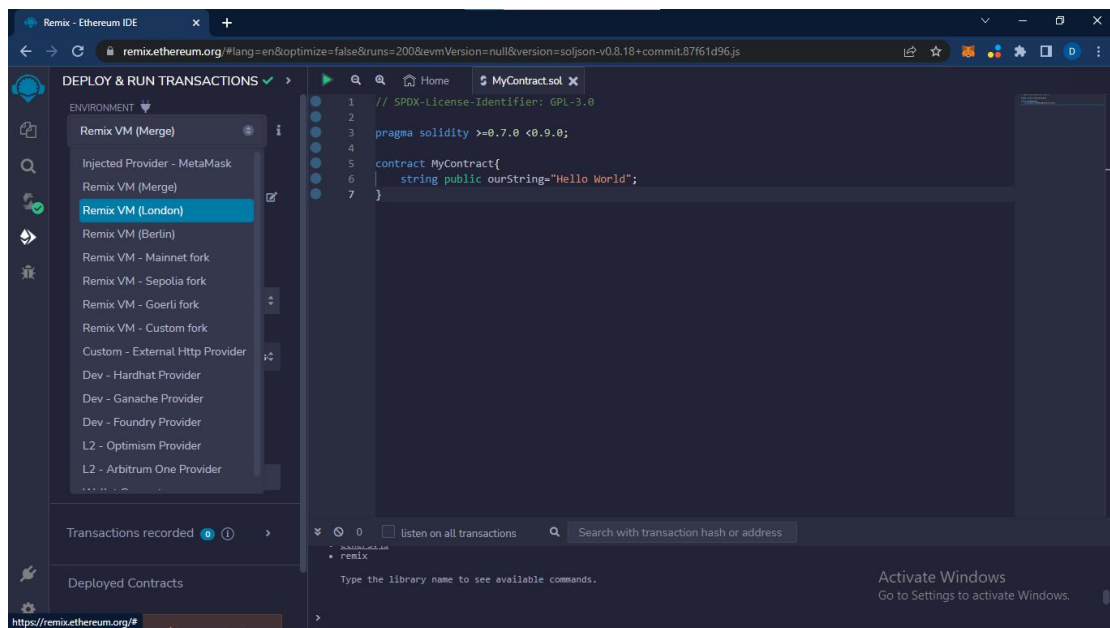 Remix - Ethereum IDE
remix.ethereum.org/#lang=en&optimize=false&runs=200&evmVersion=null&version=soljson-v0.8.18+commit.87f61d96.js
D
DEPLOY & RUN TRANSACTIONS
ENVIRONMENT
Remix VM (Merge)
i
Injected Provider - MetaMask
Remix VM (Merge)
Remix VM (London)
Remix VM (Berlin)
Remix VM - Mainnet fork
Remix VM - Sepolia fork
Remix VM - Goerli fork
Remix VM - Custom fork
Custom - External Http Provider
Dev - Hardhat Provider
Dev - Ganache Provider
Dev - Foundry Provider
L2 - Optimism Provider
L2 - Arbitrum One Provider
Transactions recorded 0 i
Deployed Contracts
https://remix.ethereum.org/#
Home
MyContract.sol
1 // SPDX-License-Identifier: GPL-3.0
2
3 pragma solidity >=0.7.0 <0.9.0;
4
5 contract MyContract{
6 string public ourString="Hello World";
7 }
0 listen on all transactions Search with transaction hash or address
remix
Type the library name to see available commands.
>
Activate Windows
Go to Settings to activate Windows.